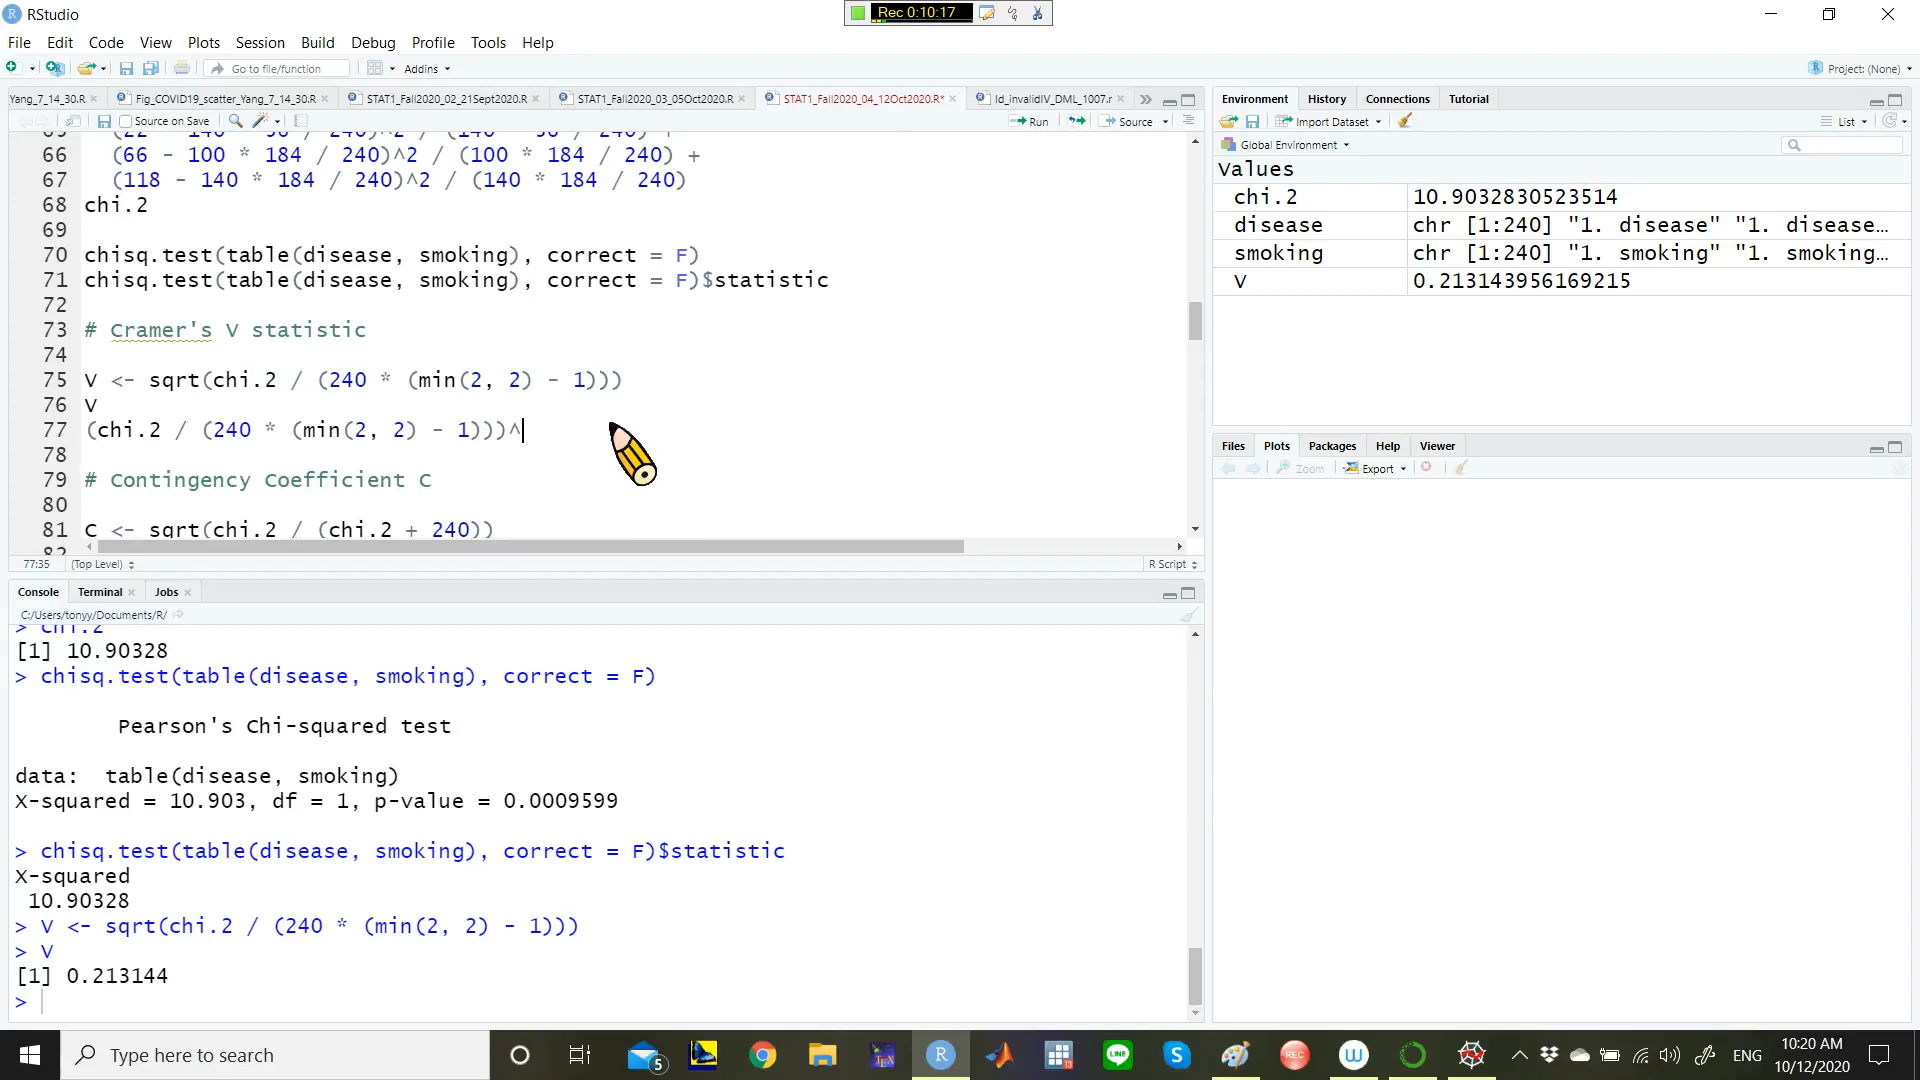 RStudio
Rec 0:10:17
File Edit Code View Plots Session Build Debug Profile Tools Help
Go to file/function
Addins
Project: (None)
Yang_7_14_30.R
Fig_COVID19_scatter_Yang_7_14_30.R
STAT1_Fall2020_02_21Sept2020.R
STAT1_Fall2020_03_05Oct2020.R
STAT1_Fall2020_04_12Oct2020.R*
Id_invalidIV_DML_1007.r
Source on Save
Run
Source
66 (66 - 100 * 184 / 240)^2 / (100 * 184 / 240) +
67 (118 - 140 * 184 / 240)^2 / (140 * 184 / 240)
68 chi.2
69
70 chisq.test(table(disease, smoking), correct = F)
71 chisq.test(table(disease, smoking), correct = F)$statistic
72
73 # Cramer's V statistic
74
75 V <- sqrt(chi.2 / (240 * (min(2, 2) - 1)))
76 V
77 (chi.2 / (240 * (min(2, 2) - 1)))^
78
79 # Contingency Coefficient C
80
81 C <- sqrt(chi.2 / (chi.2 + 240))
82
77:35
(Top Level)
R Script
Console Terminal Jobs
C:/Users/tonyy/Documents/R/
> chi.2
[1] 10.90328
> chisq.test(table(disease, smoking), correct = F)
Pearson's Chi-squared test
data: table(disease, smoking)
X-squared = 10.903, df = 1, p-value = 0.0009599
> chisq.test(table(disease, smoking), correct = F)$statistic
X-squared
10.90328
> V <- sqrt(chi.2 / (240 * (min(2, 2) - 1)))
> V
[1] 0.213144
>
Environment History Connections Tutorial
Import Dataset
List
Global Environment
Values
chi.2 10.9032830523514
disease chr [1:240] "1. disease" "1. disease…
smoking chr [1:240] "1. smoking" "1. smoking…
V 0.213143956169215
Files Plots Packages Help Viewer
Zoom
Export
Type here to search
5
TEX
R
13
LINE
S
REC
W
ENG
10:20 AM
10/12/2020